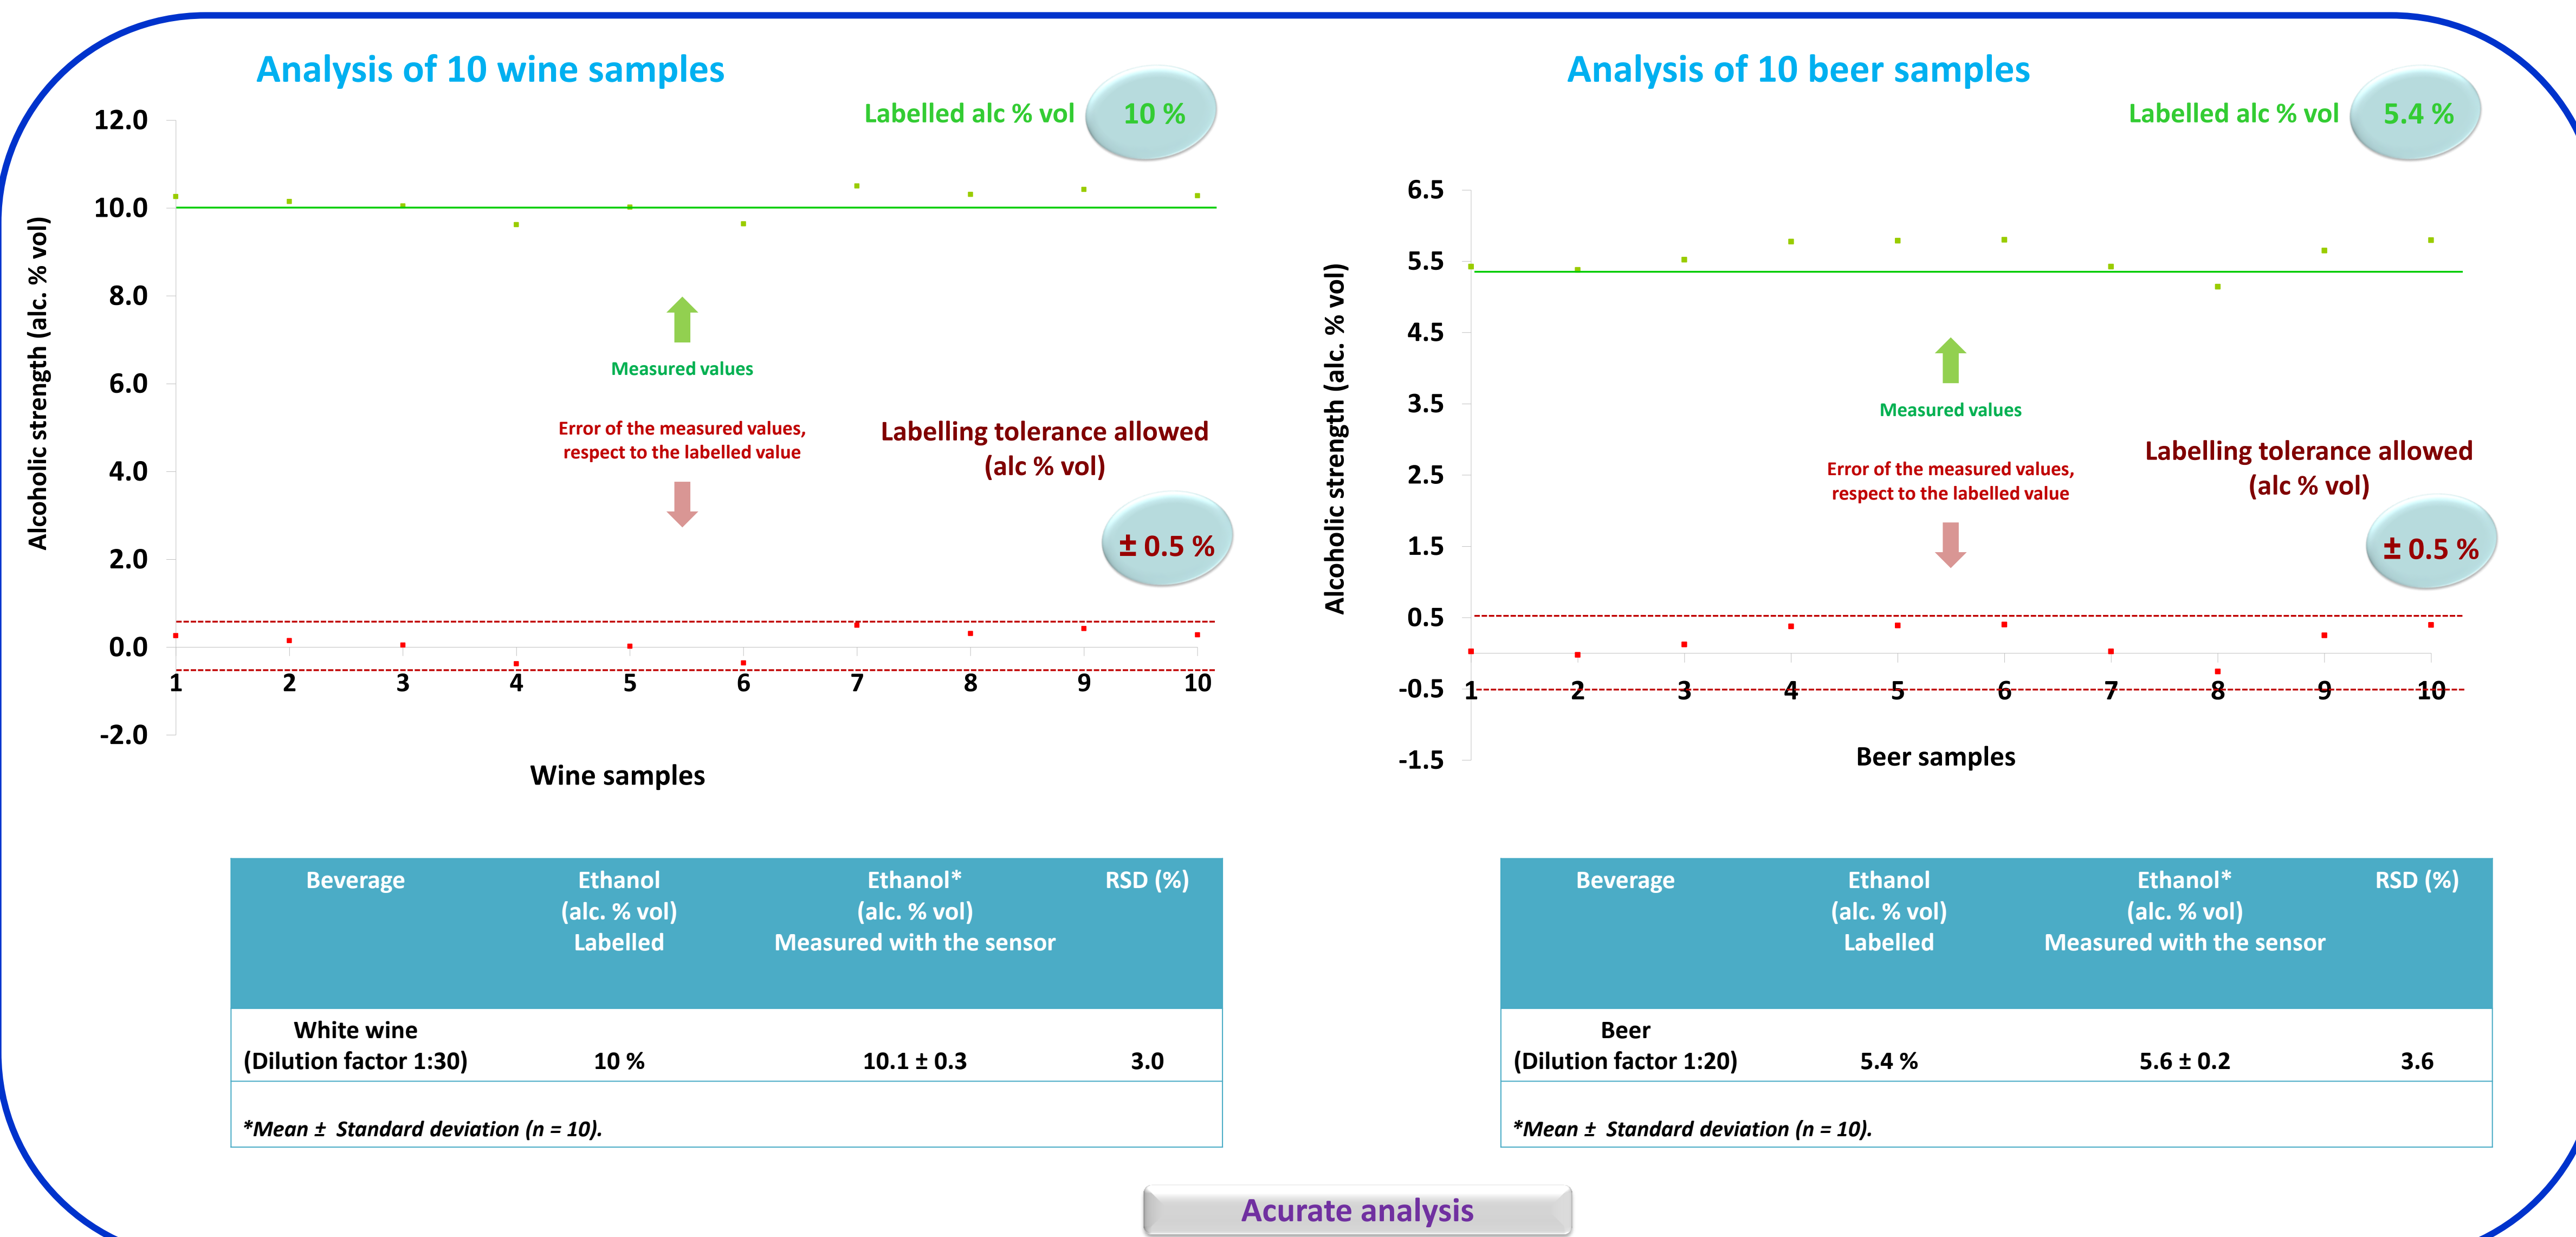 Analysis of 10 wine samples
Labelled alc % vol
10 %
12.0
10.0
8.0
6.0
4.0
2.0
0.0
-2.0
Alcoholic strength (alc. % vol)
Measured values
Error of the measured values,
respect to the labelled value
Labelling tolerance allowed
(alc % vol)
± 0.5 %
1 2 3 4 5 6 7 8 9 10
Wine samples
Beverage
Ethanol
(alc. % vol)
Labelled
Ethanol*
(alc. % vol)
Measured with the sensor
RSD (%)
White wine
(Dilution factor 1:30)
10 %
10.1 ± 0.3
3.0
*Mean ± Standard deviation (n = 10).
Analysis of 10 beer samples
Labelled alc % vol
5.4 %
6.5
5.5
4.5
3.5
2.5
1.5
0.5
-0.5
-1.5
Alcoholic strength (alc. % vol)
Measured values
Error of the measured values,
respect to the labelled value
Labelling tolerance allowed
(alc % vol)
± 0.5 %
1 2 3 4 5 6 7 8 9 10
Beer samples
Beverage
Ethanol
(alc. % vol)
Labelled
Ethanol*
(alc. % vol)
Measured with the sensor
RSD (%)
Beer
(Dilution factor 1:20)
5.4 %
5.6 ± 0.2
3.6
*Mean ± Standard deviation (n = 10).
Acurate analysis